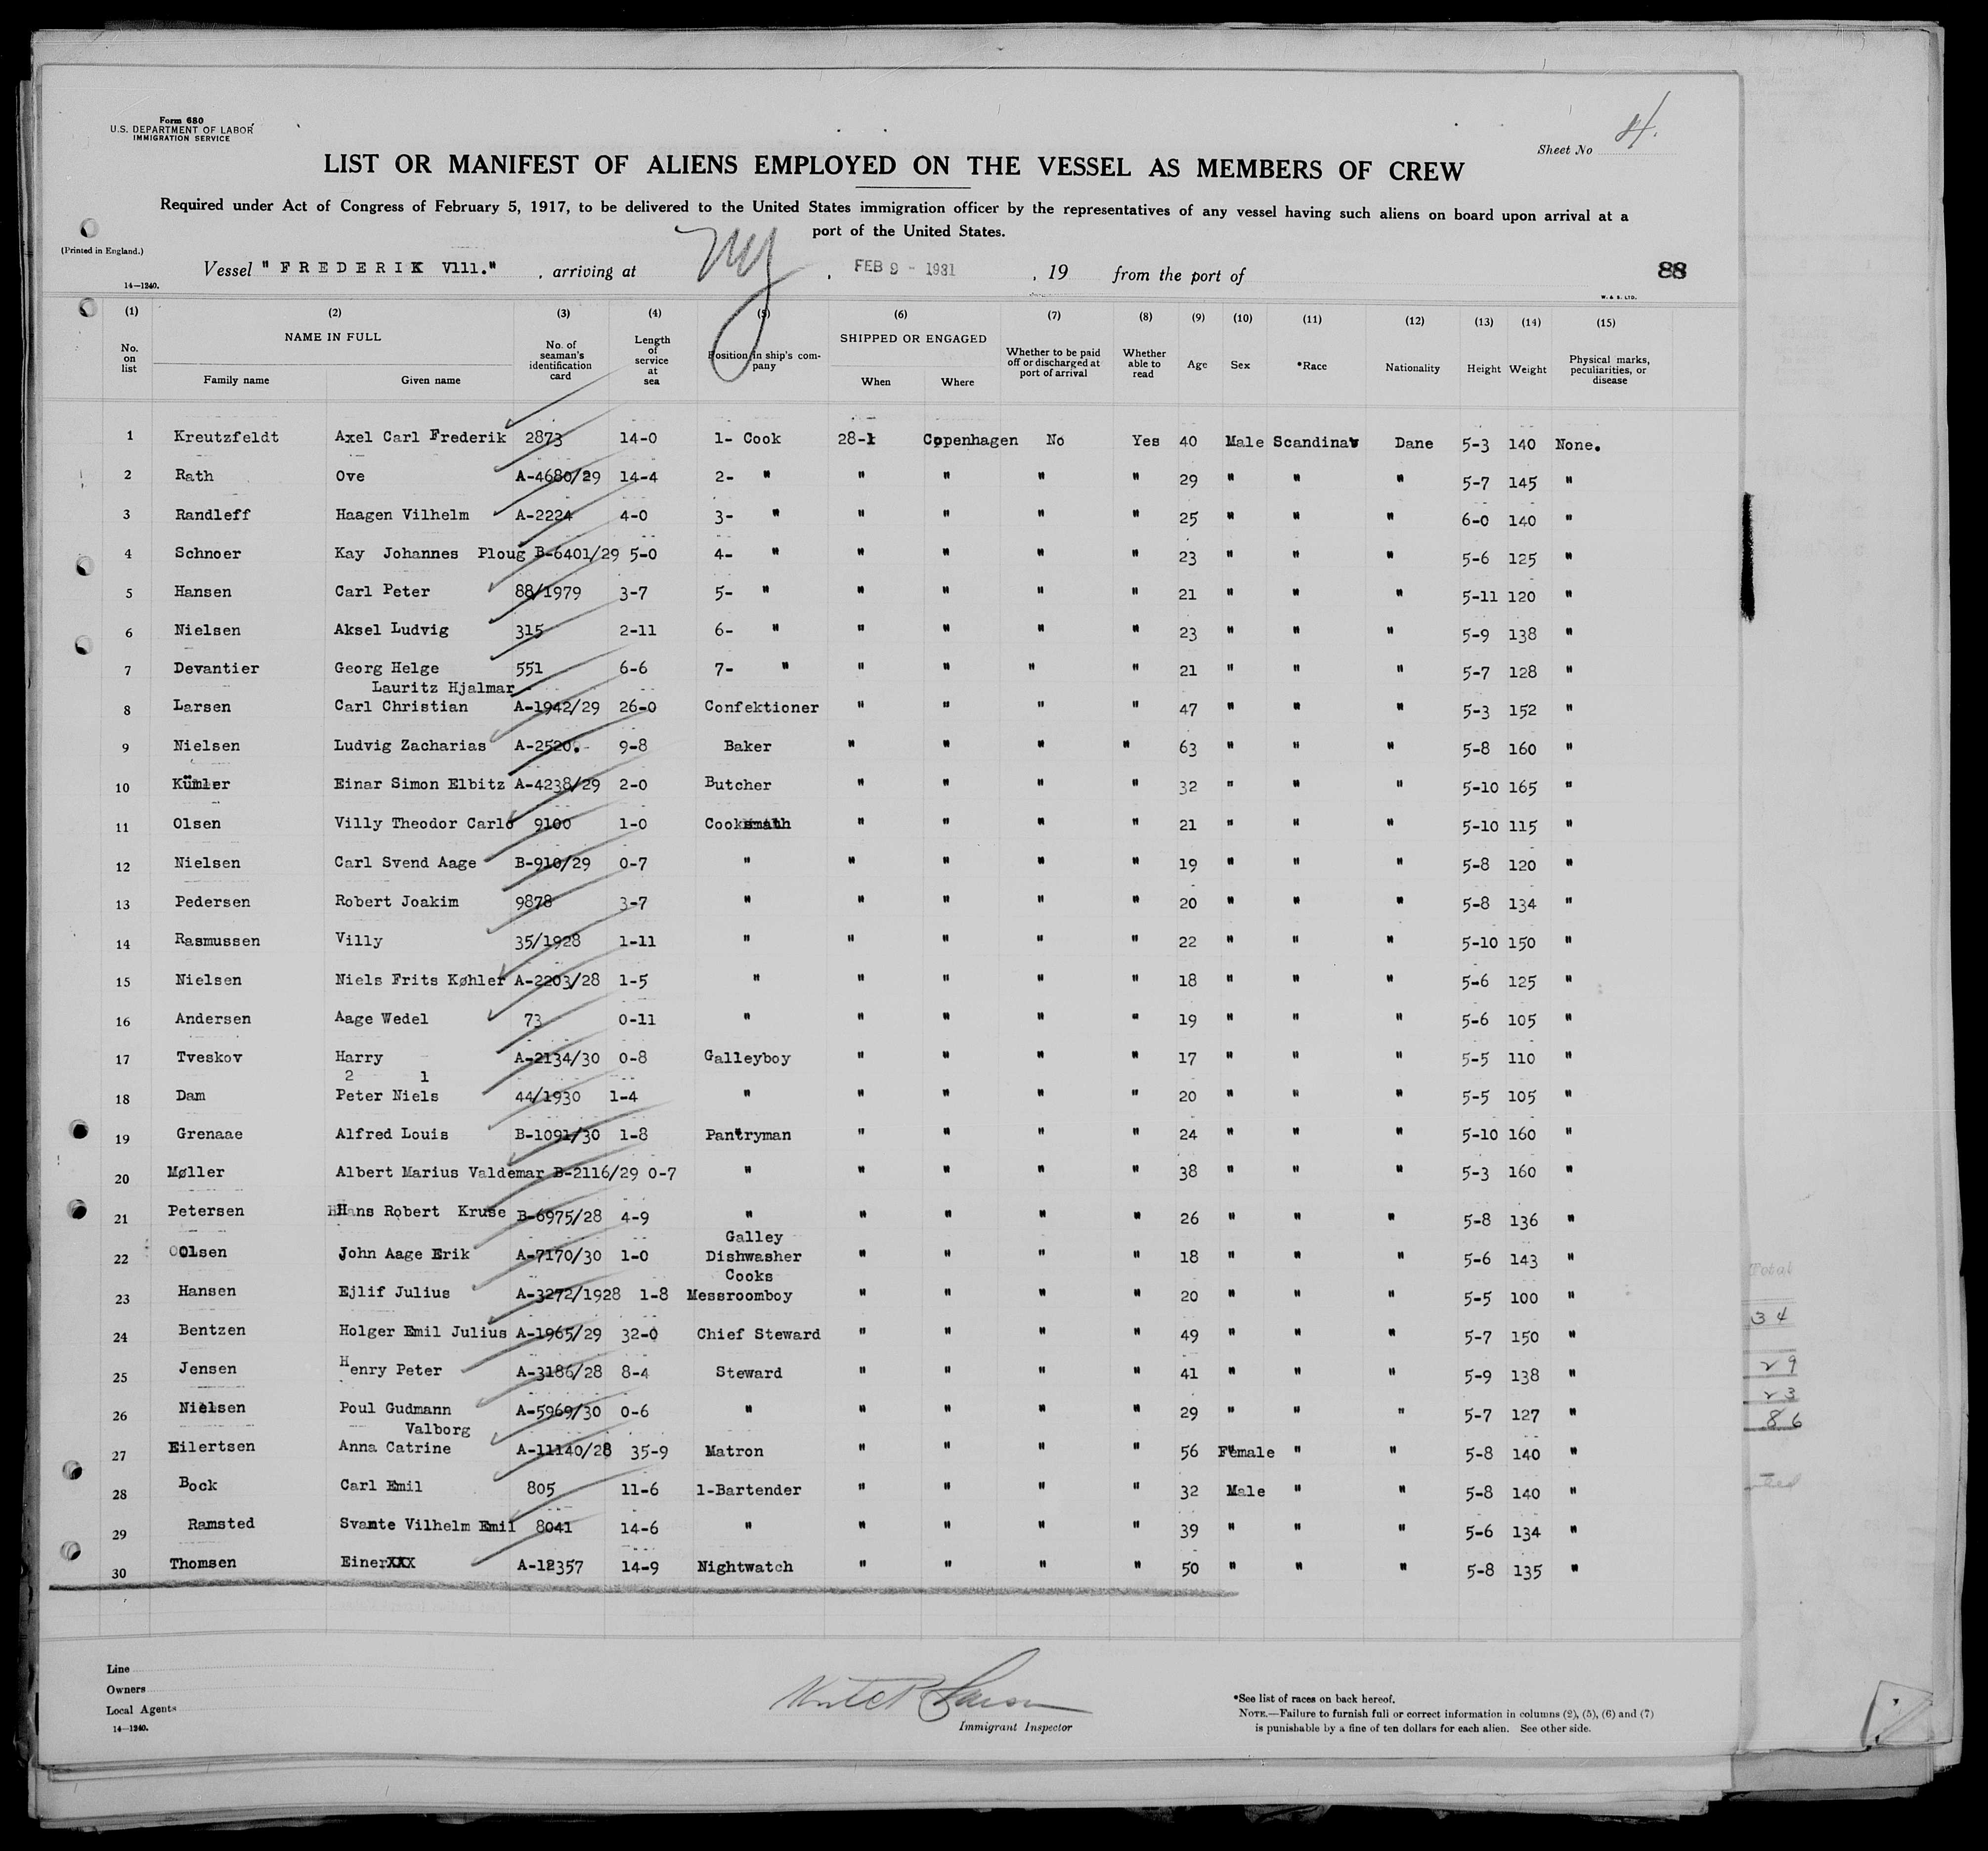 Form 680
U.S. DEPARTMENT OF LABOR
IMMIGRATION SERVICE
Sheet No 4.
LIST OR MANIFEST OF ALIENS EMPLOYED ON THE VESSEL AS MEMBERS OF CREW
Required under Act of Congress of February 5, 1917, to be delivered to the United States immigration officer by the representatives of any vessel having such aliens on board upon arrival at a
port of the United States.
(Printed in England.)
Vessel "FREDERIK V111." , arriving at NY , FEB 9 - 1931 , 19 from the port of 88
14—1240.
W. & S. LTD.
(1) (2) (3) (4) (5) (6) (7) (8) (9) (10) (11) (12) (13) (14) (15)
No. on list NAME IN FULL Family name Given name No. of seaman's identification card Length of service at sea Position in ship's company SHIPPED OR ENGAGED When Where Whether to be paid off or discharged at port of arrival Whether able to read Age Sex *Race Nationality Height Weight Physical marks, peculiarities, or disease
1 Kreutzfeldt Axel Carl Frederik 2873 14-0 1- Cook 28-1 Copenhagen No Yes 40 Male Scandinav Dane 5-3 140 None.
2 Rath Ove A-4680/29 14-4 2- " " " " " 29 " " " 5-7 145 "
3 Randleff Haagen Vilhelm A-2224 4-0 3- " " " " " 25 " " " 6-0 140 "
4 Schnoer Kay Johannes Ploug B-6401/29 5-0 4- " " " " " 23 " " " 5-6 125 "
5 Hansen Carl Peter 88/1979 3-7 5- " " " " " 21 " " " 5-11 120 "
6 Nielsen Aksel Ludvig 315 2-11 6- " " " " " 23 " " " 5-9 138 "
7 Devantier Georg Helge 551 6-6 7- " " " " " 21 " " " 5-7 128 "
Lauritz Hjalmar
8 Larsen Carl Christian A-1942/29 26-0 Confektioner " " " " 47 " " " 5-3 152 "
9 Nielsen Ludvig Zacharias A-2520. 9-8 Baker " " " " 63 " " " 5-8 160 "
10 Kümler Einar Simon Elbitz A-4238/29 2-0 Butcher " " " " 32 " " " 5-10 165 "
11 Olsen Villy Theodor Carlo 9100 1-0 Cooksmath " " " " 21 " " " 5-10 115 "
12 Nielsen Carl Svend Aage B-910/29 0-7 " " " " " 19 " " " 5-8 120 "
13 Pedersen Robert Joakim 9878 3-7 " " " " " 20 " " " 5-8 134 "
14 Rasmussen Villy 35/1928 1-11 " " " " " 22 " " " 5-10 150 "
15 Nielsen Niels Frits Køhler A-2203/28 1-5 " " " " " 18 " " " 5-6 125 "
16 Andersen Aage Wedel 73 0-11 " " " " " 19 " " " 5-6 105 "
17 Tveskov Harry A-2134/30 0-8 Galleyboy " " " " 17 " " " 5-5 110 "
2 1
18 Dam Peter Niels 44/1930 1-4 " " " " " 20 " " " 5-5 105 "
19 Grenaae Alfred Louis B-1091/30 1-8 Pantryman " " " " 24 " " " 5-10 160 "
20 Møller Albert Marius Valdemar B-2116/29 0-7 " " " " " 38 " " " 5-3 160 "
21 Petersen Hans Robert Kruse B-6975/28 4-9 " " " " " 26 " " " 5-8 136 "
Galley
22 Olsen John Aage Erik A-7170/30 1-0 Dishwasher " " " " 18 " " " 5-6 143 "
Cooks
23 Hansen Ejlif Julius A-3272/1928 1-8 Messroomboy " " " " 20 " " " 5-5 100 "
24 Bentzen Holger Emil Julius A-1965/29 32-0 Chief Steward " " " " 49 " " " 5-7 150 "
25 Jensen Henry Peter A-3186/28 8-4 Steward " " " " 41 " " " 5-9 138 "
26 Nielsen Poul Gudmann A-5969/30 0-6 " " " " " 29 " " " 5-7 127 "
Valborg
27 Eilertsen Anna Catrine A-11140/28 35-9 Matron " " " " 56 Female " " 5-8 140 "
28 Bock Carl Emil 805 11-6 1-Bartender " " " " 32 Male " " 5-8 140 "
29 Ramsted Svante Vilhelm Emil 8041 14-6 " " " " " 39 " " " 5-6 134 "
30 Thomsen EinerXXX A-12357 14-9 Nightwatch " " " " 50 " " " 5-8 135 "
Total
34
29
23
86
Line
Owners
Local Agents
14—1240.
Immigrant Inspector
*See list of races on back hereof.
NOTE.—Failure to furnish full or correct information in columns (2), (5), (6) and (7)
is punishable by a fine of ten dollars for each alien. See other side.